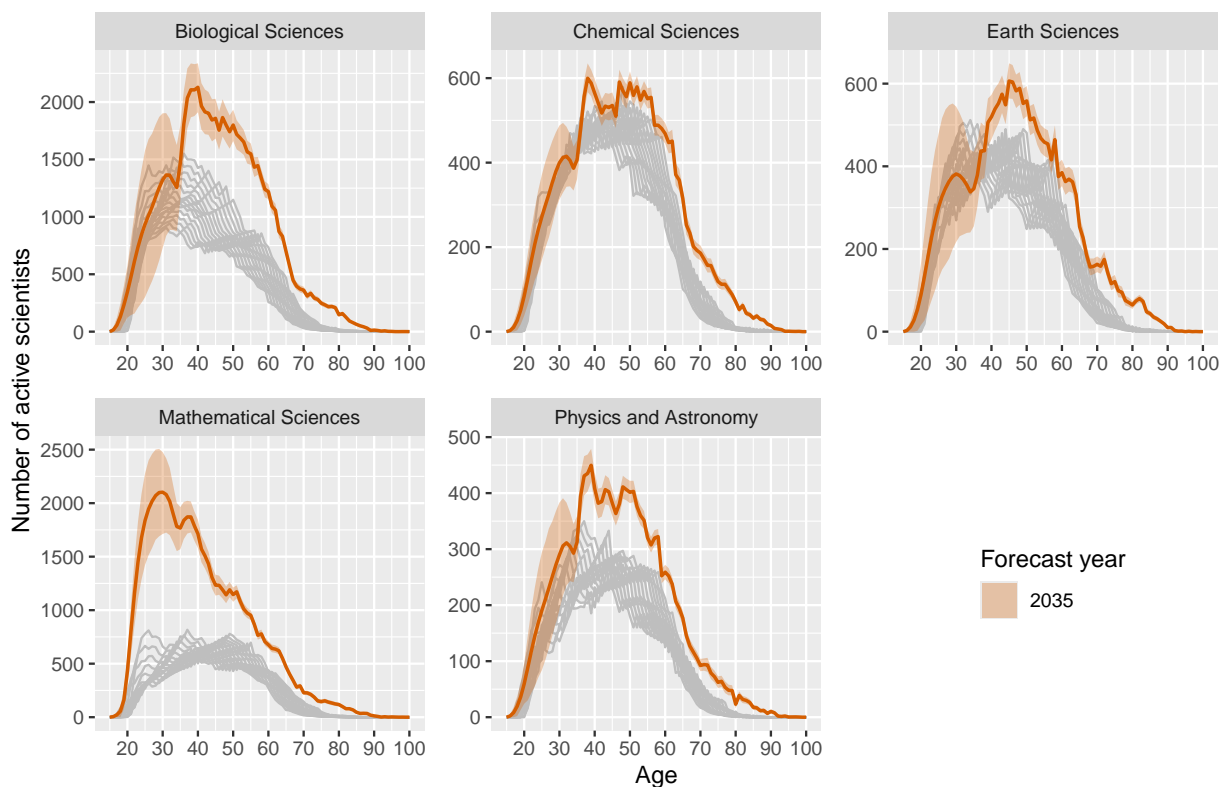 Biological Sciences
Chemical Sciences
Earth Sciences
Number of active scientists
2000
1500
1000
500
0
20 30 40 50 60 70 80 90 100
600
400
200
0
20 30 40 50 60 70 80 90 100
600
400
200
0
20 30 40 50 60 70 80 90 100
Mathematical Sciences
Physics and Astronomy
2500
2000
1500
1000
500
0
20 30 40 50 60 70 80 90 100
500
400
300
200
100
0
20 30 40 50 60 70 80 90 100
Age
Forecast year
2035